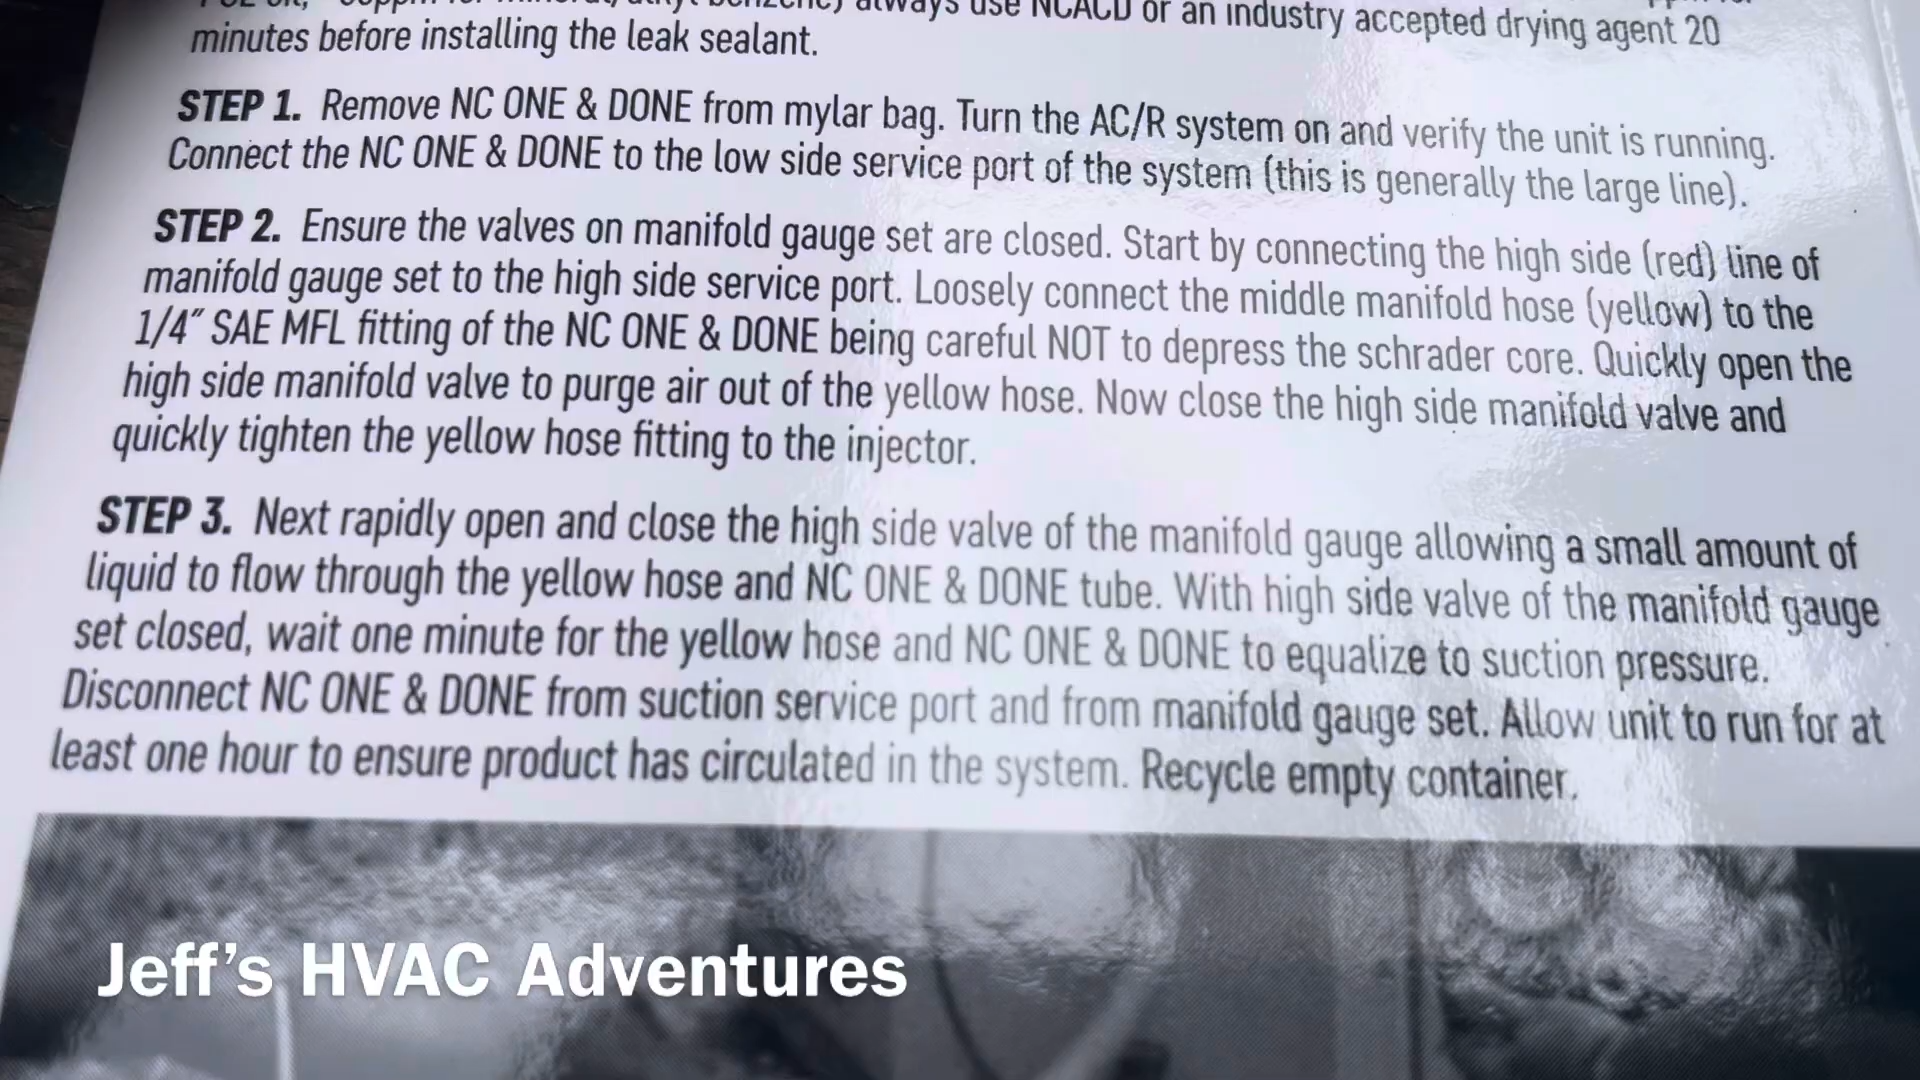 always use NCACD or an industry accepted drying agent 20
minutes before installing the leak sealant.
STEP 1. Remove NC ONE & DONE from mylar bag. Turn the AC/R system on and verify the unit is running.
Connect the NC ONE & DONE to the low side service port of the system (this is generally the large line).
STEP 2. Ensure the valves on manifold gauge set are closed. Start by connecting the high side (red) line of
manifold gauge set to the high side service port. Loosely connect the middle manifold hose (yellow) to the
1/4" SAE MFL fitting of the NC ONE & DONE being careful NOT to depress the schrader core. Quickly open the
high side manifold valve to purge air out of the yellow hose. Now close the high side manifold valve and
quickly tighten the yellow hose fitting to the injector.
STEP 3. Next rapidly open and close the high side valve of the manifold gauge allowing a small amount of
liquid to flow through the yellow hose and NC ONE & DONE tube. With high side valve of the manifold gauge
set closed, wait one minute for the yellow hose and NC ONE & DONE to equalize to suction pressure.
Disconnect NC ONE & DONE from suction service port and from manifold gauge set. Allow unit to run for at
least one hour to ensure product has circulated in the system. Recycle empty container.
Jeff's HVAC Adventures